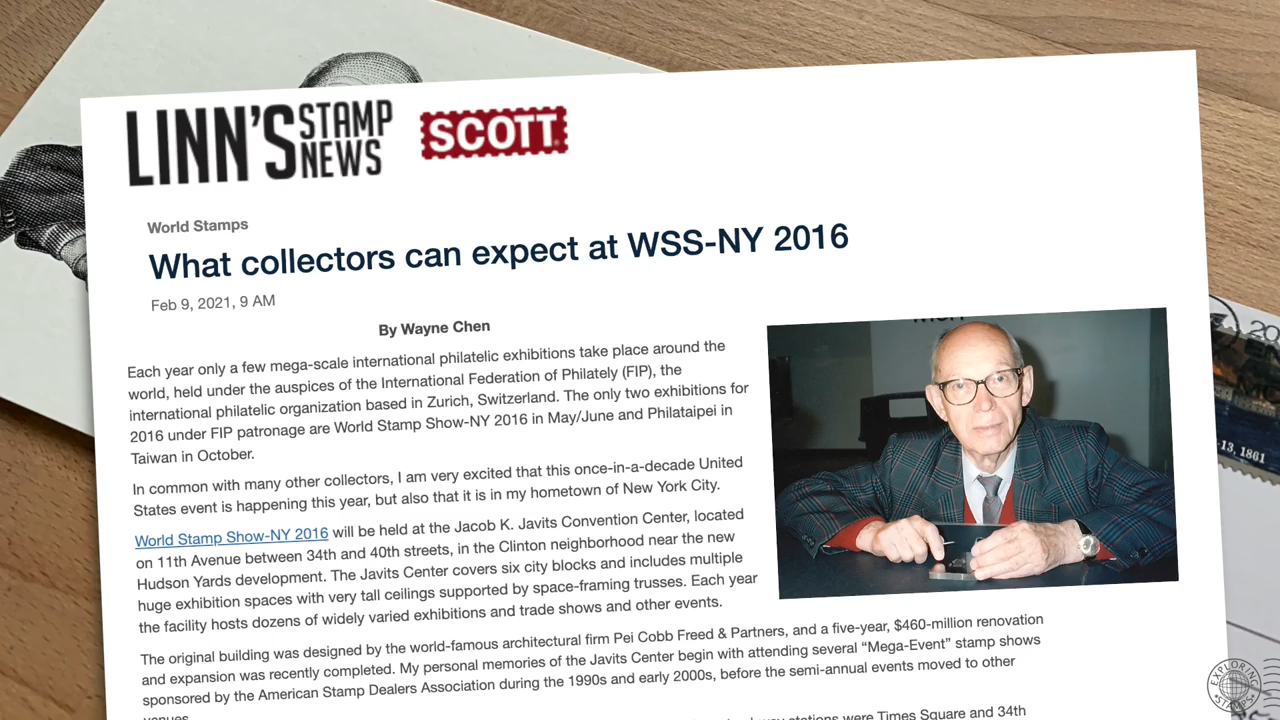 LINN'S STAMP NEWS SCOTT
World Stamps
What collectors can expect at WSS-NY 2016
Feb 9, 2021, 9 AM
By Wayne Chen
Each year only a few mega-scale international philatelic exhibitions take place around the
world, held under the auspices of the International Federation of Philately (FIP), the
international philatelic organization based in Zurich, Switzerland. The only two exhibitions for
2016 under FIP patronage are World Stamp Show-NY 2016 in May/June and Philataipei in
Taiwan in October.
In common with many other collectors, I am very excited that this once-in-a-decade United
States event is happening this year, but also that it is in my hometown of New York City.
World Stamp Show-NY 2016 will be held at the Jacob K. Javits Convention Center, located
on 11th Avenue between 34th and 40th streets, in the Clinton neighborhood near the new
Hudson Yards development. The Javits Center covers six city blocks and includes multiple
huge exhibition spaces with very tall ceilings supported by space-framing trusses. Each year
the facility hosts dozens of widely varied exhibitions and trade shows and other events.
The original building was designed by the world-famous architectural firm Pei Cobb Freed & Partners, and a five-year, $460-million renovation
and expansion was recently completed. My personal memories of the Javits Center begin with attending several “Mega-Event” stamp shows
sponsored by the American Stamp Dealers Association during the 1990s and early 2000s, before the semi-annual events moved to other
venues.
stations were Times Square and 34th
20
-13, 1861
EXPLORING STAMPS